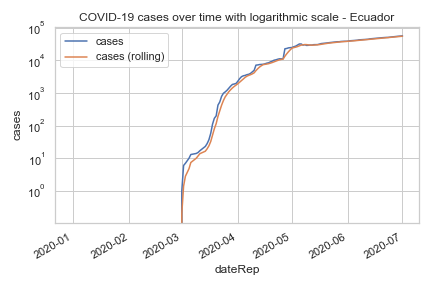 COVID-19 cases over time with logarithmic scale - Ecuador
cases
cases (rolling)
10^5
10^4
10^3
10^2
10^1
10^0
cases
2020-01
2020-02
2020-03
2020-04
2020-05
2020-06
2020-07
dateRep